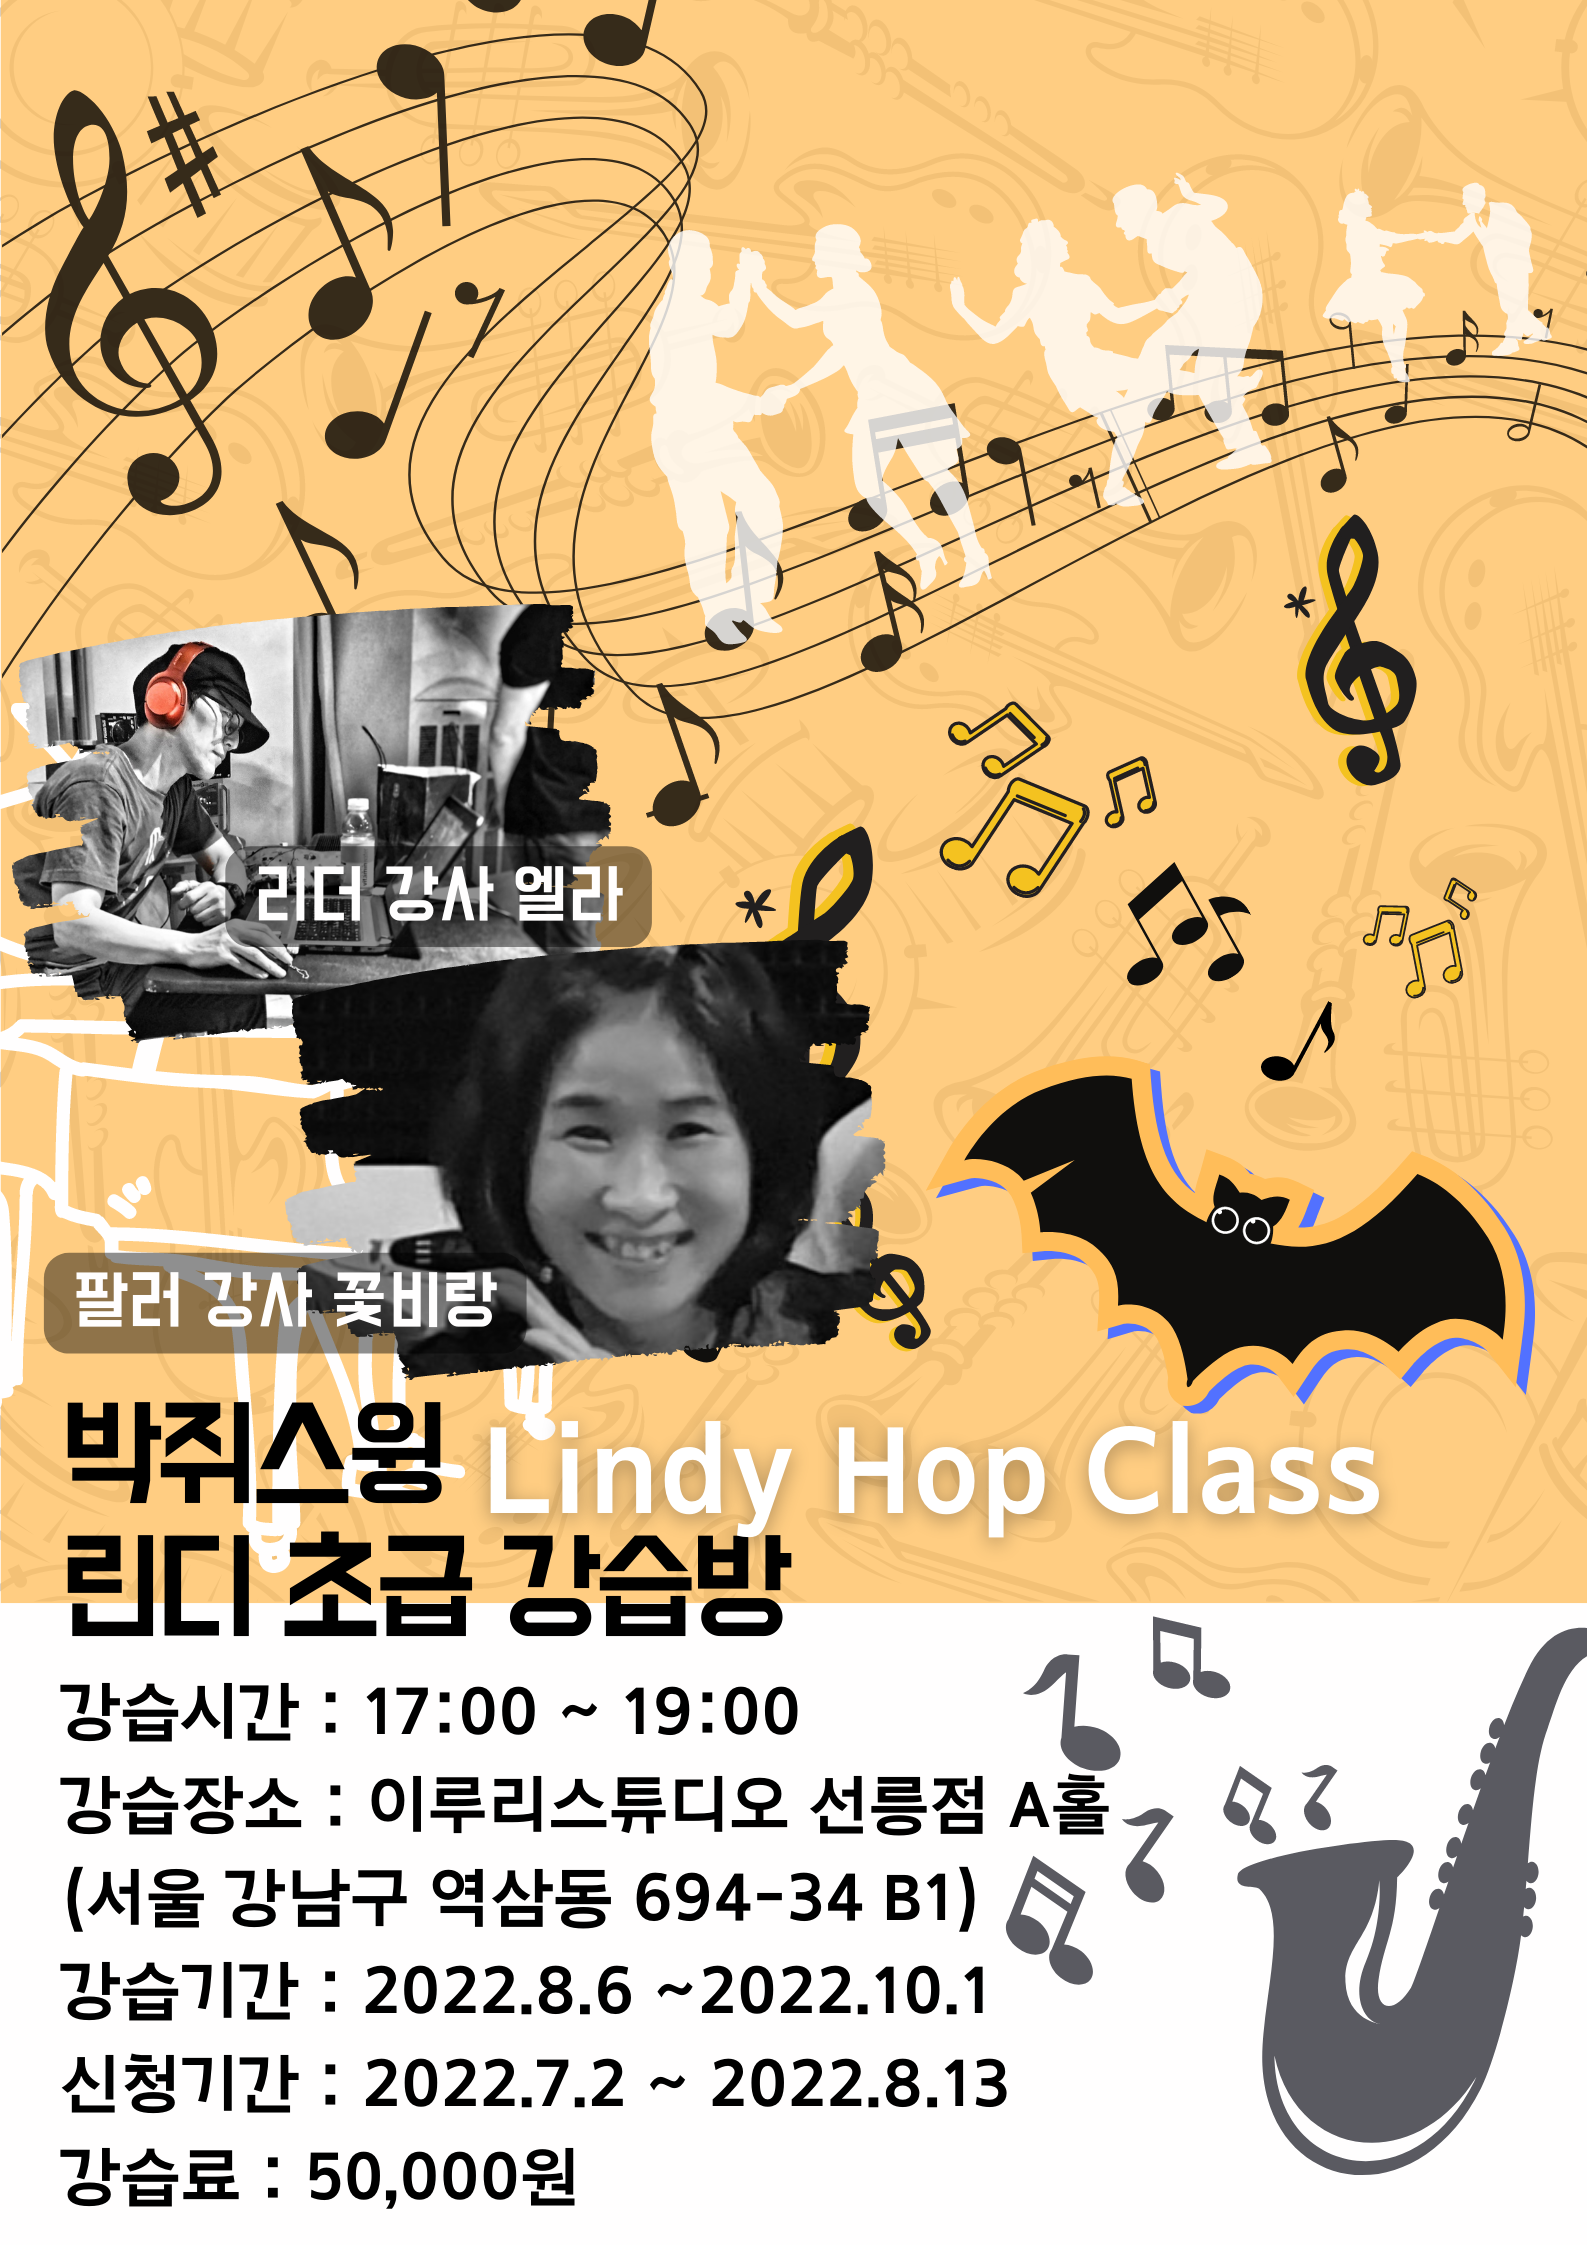 리더 강사 엘라
팔러 강사 꽃비랑
박쥐스윙 Lindy Hop Class
린디 초급 강습방
강습시간 : 17:00 ~ 19:00
강습장소 : 이루리스튜디오 선릉점 A홀
(서울 강남구 역삼동 694-34 B1)
강습기간 : 2022.8.6 ~2022.10.1
신청기간 : 2022.7.2 ~ 2022.8.13
강습료 : 50,000원